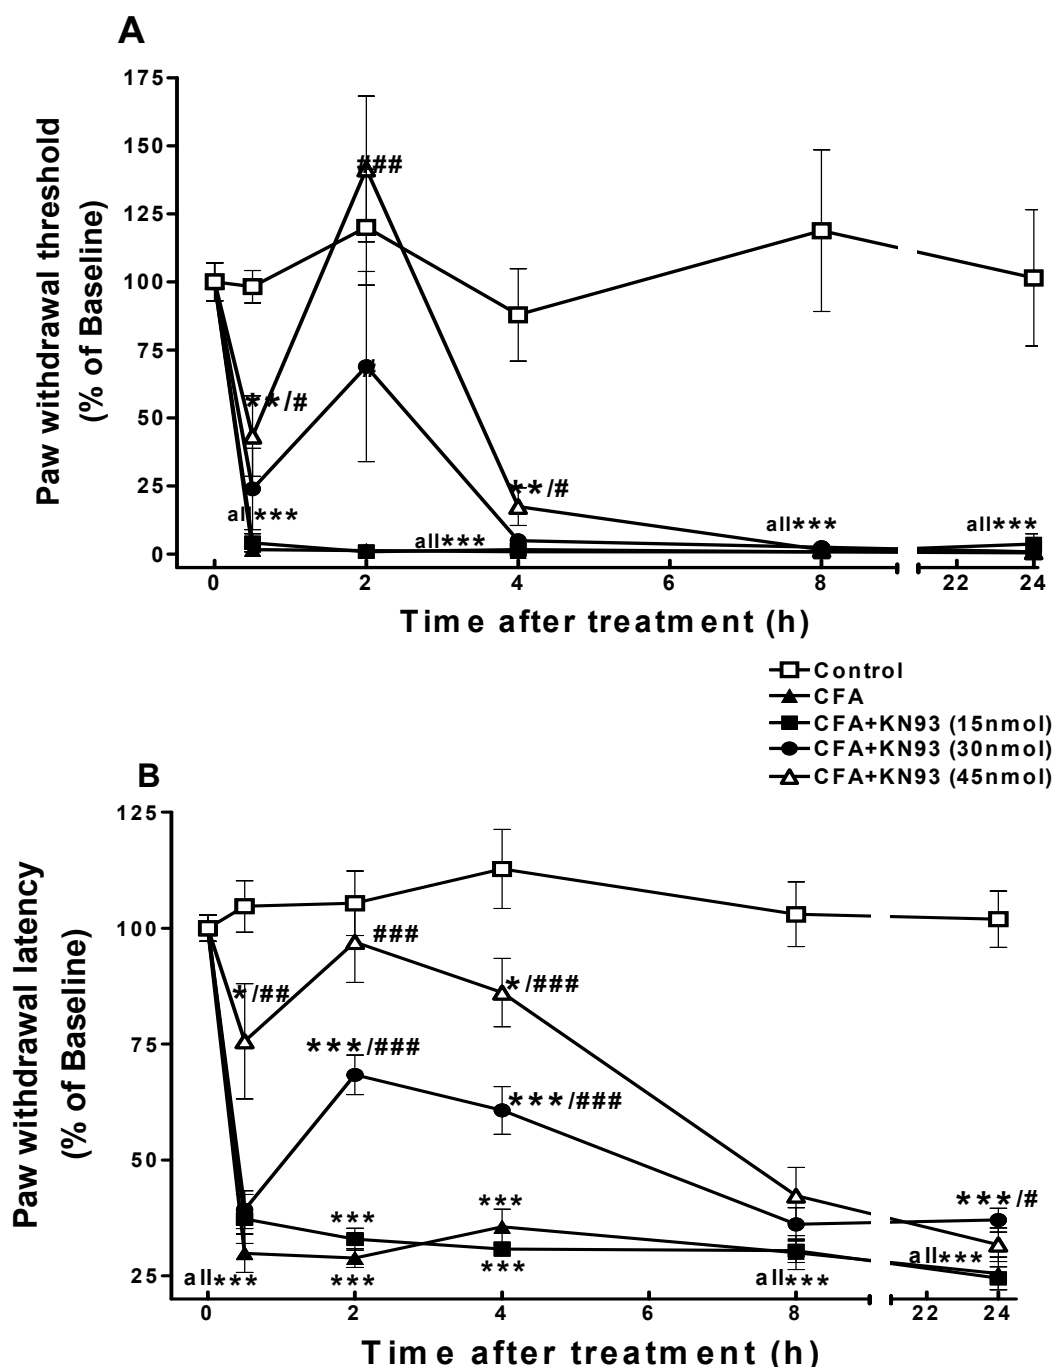 A
Paw withdrawal threshold
(% of Baseline)
175
150
125
100
75
50
25
0
###
#
**/#
all***
all***
**/#
all***
all***
0
2
4
6
8
22
24
Time after treatment (h)
Control
CFA
CFA+KN93 (15nmol)
CFA+KN93 (30nmol)
CFA+KN93 (45nmol)
B
Paw withdrawal latency
(% of Baseline)
125
100
75
50
25
###
*/##
*/###
***/###
***/###
***
***
***/#
all***
all***
***
***
all***
0
2
4
6
8
22
24
Time after treatment (h)